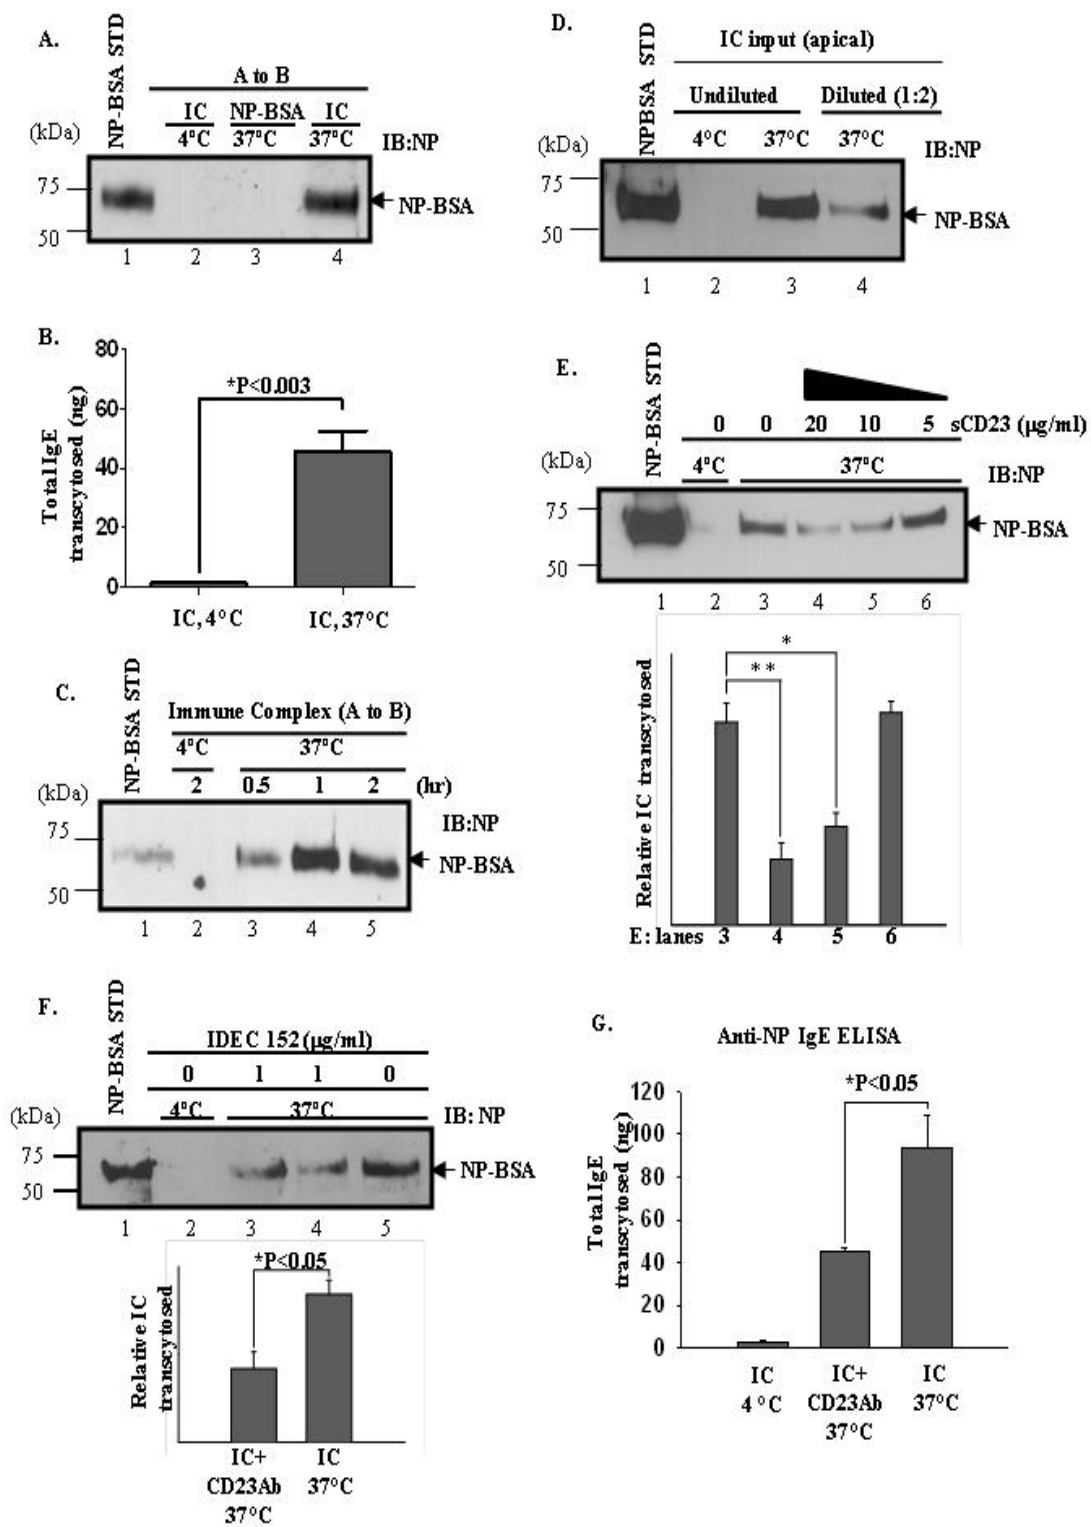 A.
NP-BSA STD
A to B
IC NP-BSA IC
(kDa) 4°C 37°C 37°C IB:NP
75
50
NP-BSA
1 2 3 4
B.
Total IgE
transcytosed (ng)
80
60
40
20
0
*P<0.003
IC, 4°C IC, 37°C
C.
NP-BSA STD
Immune Complex (A to B)
4°C 37°C
2 0.5 1 2 (hr)
(kDa)
IB:NP
75
50
NP-BSA
1 2 3 4 5
D.
NPBSA STD
IC input (apical)
Undiluted Diluted (1:2)
4°C 37°C 37°C
(kDa)
IB:NP
75
50
NP-BSA
1 2 3 4
E.
NP-BSA STD
0 0 20 10 5 sCD23 (µg/ml)
(kDa) 4°C 37°C IB:NP
75
50
NP-BSA
1 2 3 4 5 6
Relative IC transcytosed
*
**
E: lanes 3 4 5 6
F.
NP-BSA STD
IDEC 152 (µg/ml)
0 1 1 0
(kDa) 4°C 37°C IB: NP
75
50
NP-BSA
1 2 3 4 5
Relative IC
transcytosed
*P<0.05
IC+ IC
CD23Ab 37°C
37°C
G.
Anti-NP IgE ELISA
Total IgE
transcytosed (ng)
120
100
80
60
40
20
0
*P<0.05
IC IC+ IC
4°C CD23Ab 37°C
37°C